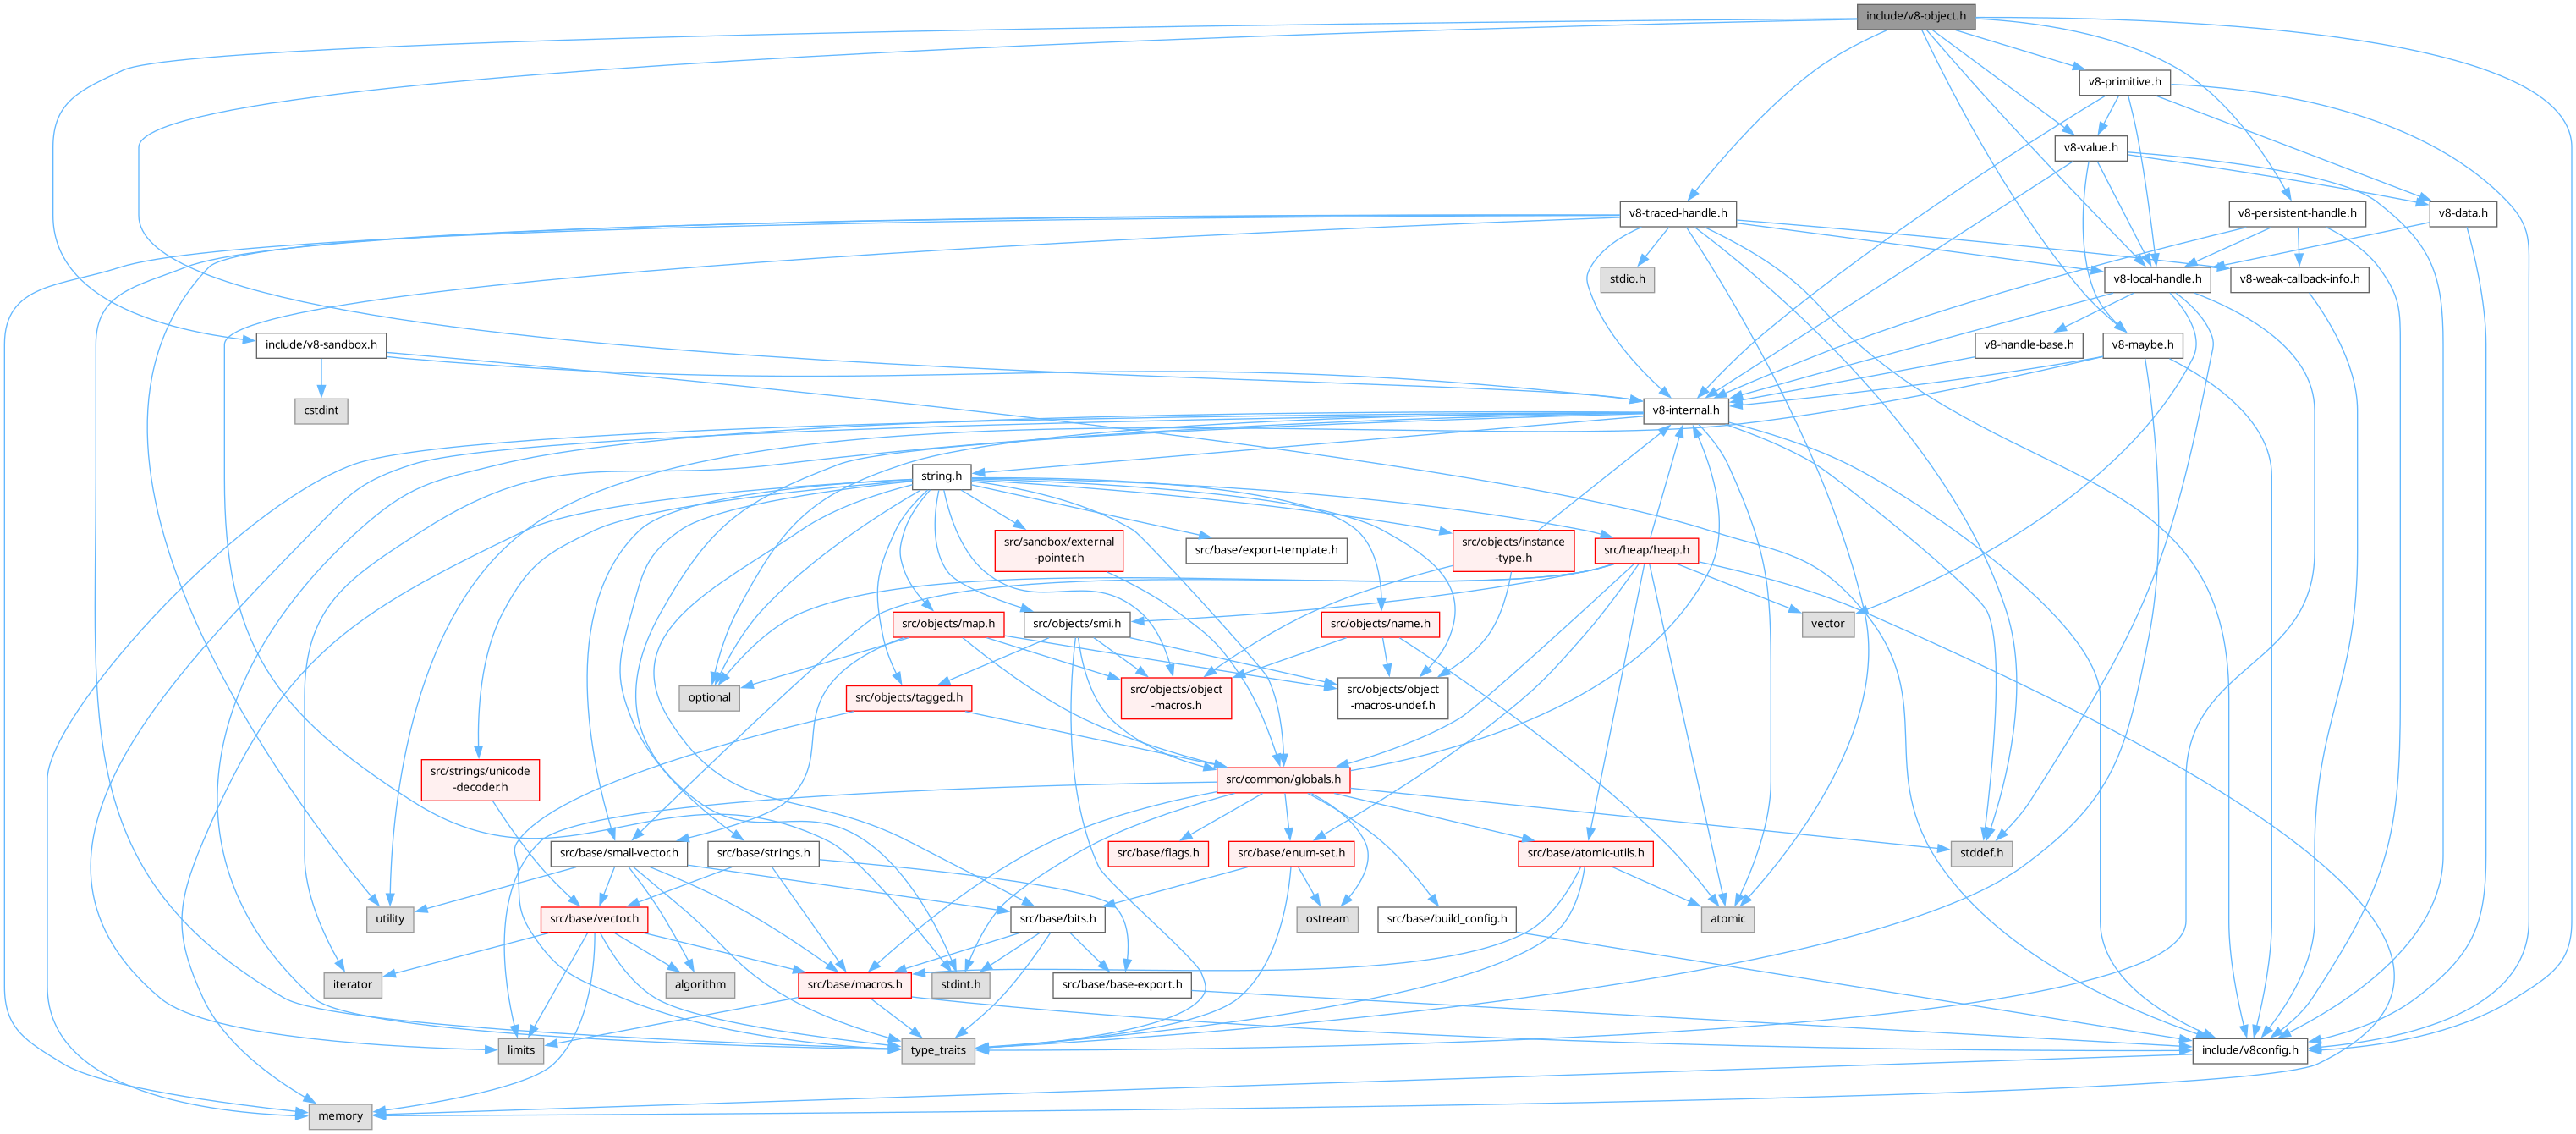 include/v8-object.h
v8-primitive.h
v8-value.h
v8-traced-handle.h
v8-persistent-handle.h
v8-data.h
stdio.h
v8-local-handle.h
v8-weak-callback-info.h
include/v8-sandbox.h
v8-handle-base.h
v8-maybe.h
cstdint
v8-internal.h
string.h
src/sandbox/external
-pointer.h
src/base/export-template.h
src/objects/instance
-type.h
src/heap/heap.h
src/objects/map.h
src/objects/smi.h
src/objects/name.h
vector
optional
src/objects/tagged.h
src/objects/object
-macros.h
src/objects/object
-macros-undef.h
src/strings/unicode
-decoder.h
src/common/globals.h
src/base/small-vector.h
src/base/strings.h
src/base/flags.h
src/base/enum-set.h
src/base/atomic-utils.h
stddef.h
utility
src/base/vector.h
src/base/bits.h
ostream
src/base/build_config.h
atomic
iterator
algorithm
src/base/macros.h
stdint.h
src/base/base-export.h
limits
type_traits
include/v8config.h
memory